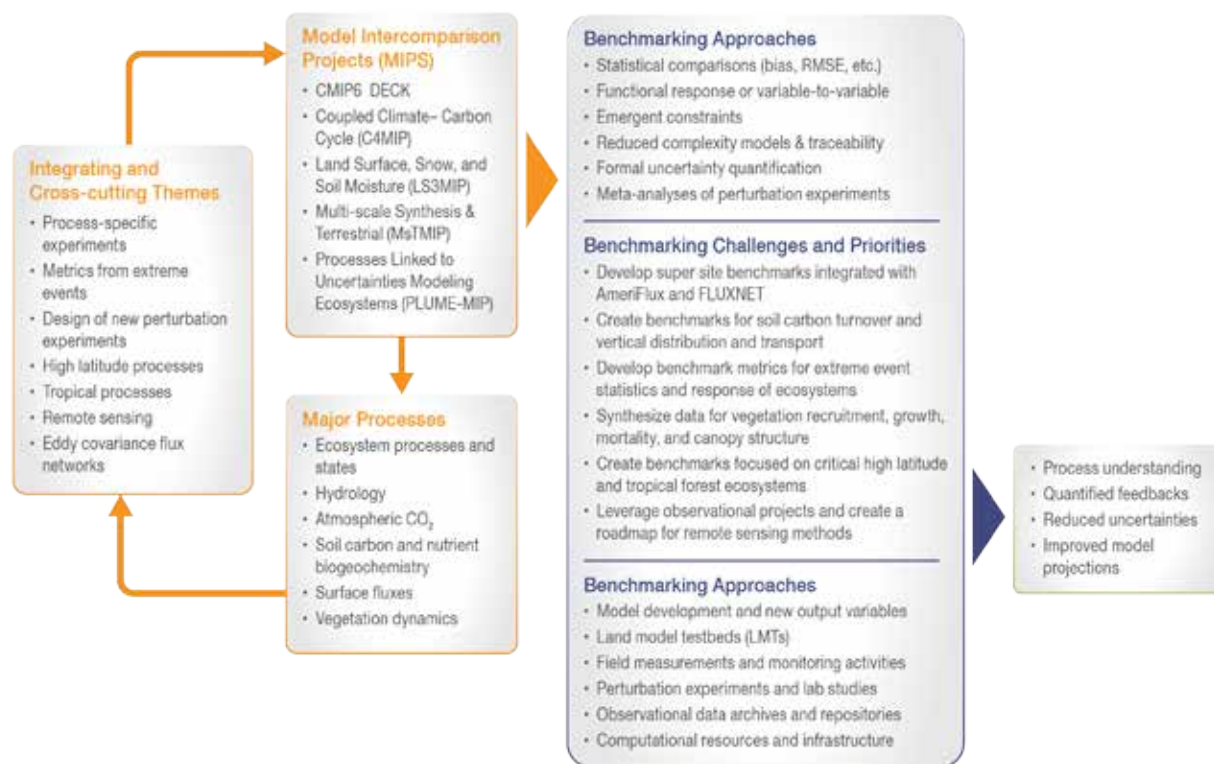 Integrating and
Cross-cutting Themes
• Process-specific
experiments
• Metrics from extreme
events
• Design of new perturbation
experiments
• High latitude processes
• Tropical processes
• Remote sensing
• Eddy covariance flux
networks
Model Intercomparison
Projects (MIPS)
• CMIP6 DECK
• Coupled Climate– Carbon
Cycle (C4MIP)
• Land Surface, Snow, and
Soil Moisture (LS3MIP)
• Multi-scale Synthesis &
Terrestrial (MsTMIP)
• Processes Linked to
Uncertainties Modeling
Ecosystems (PLUME-MIP)
Major Processes
• Ecosystem processes and
states
• Hydrology
• Atmospheric CO₂
• Soil carbon and nutrient
biogeochemistry
• Surface fluxes
• Vegetation dynamics
Benchmarking Approaches
• Statistical comparisons (bias, RMSE, etc.)
• Functional response or variable-to-variable
• Emergent constraints
• Reduced complexity models & traceability
• Formal uncertainty quantification
• Meta-analyses of perturbation experiments
Benchmarking Challenges and Priorities
• Develop super site benchmarks integrated with
AmeriFlux and FLUXNET
• Create benchmarks for soil carbon turnover and
vertical distribution and transport
• Develop benchmark metrics for extreme event
statistics and response of ecosystems
• Synthesize data for vegetation recruitment, growth,
mortality, and canopy structure
• Create benchmarks focused on critical high latitude
and tropical forest ecosystems
• Leverage observational projects and create a
roadmap for remote sensing methods
Benchmarking Approaches
• Model development and new output variables
• Land model testbeds (LMTs)
• Field measurements and monitoring activities
• Perturbation experiments and lab studies
• Observational data archives and repositories
• Computational resources and infrastructure
• Process understanding
• Quantified feedbacks
• Reduced uncertainties
• Improved model
projections